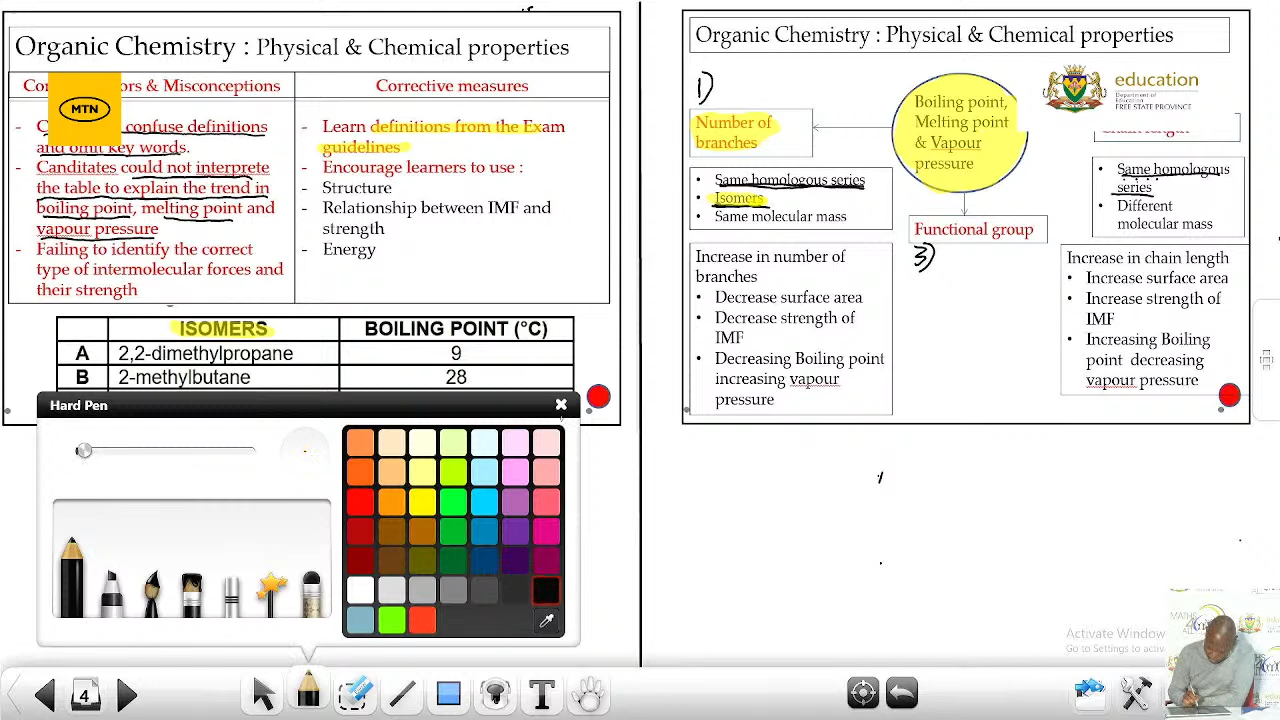 Organic Chemistry : Physical & Chemical properties
ors & Misconceptions
Corrective measures
MTN
confuse definitions
and omit key words.
- Canditates could not interprete
the table to explain the trend in
boiling point, melting point and
vapour pressure
- Failing to identify the correct
type of intermolecular forces and
their strength
- Learn definitions from the Exam
guidelines
- Encourage learners to use :
- Structure
- Relationship between IMF and
strength
- Energy
ISOMERS BOILING POINT (°C)
A 2,2-dimethylpropane 9
B 2-methylbutane 28
Hard Pen
4
Organic Chemistry : Physical & Chemical properties
1)
Number of
branches
Boiling point,
Melting point
& Vapour
pressure
education
Department of
Education
FREE STATE PROVINCE
• Same homologous series
• Isomers
• Same molecular mass
Functional group
3)
• Same homologous
series
• Different
molecular mass
Increase in number of
branches
• Decrease surface area
• Decrease strength of
IMF
• Decreasing Boiling point
increasing vapour
pressure
Increase in chain length
• Increase surface area
• Increase strength of
IMF
• Increasing Boiling
point decreasing
vapour pressure
Activate Window
Go to Settings to activ